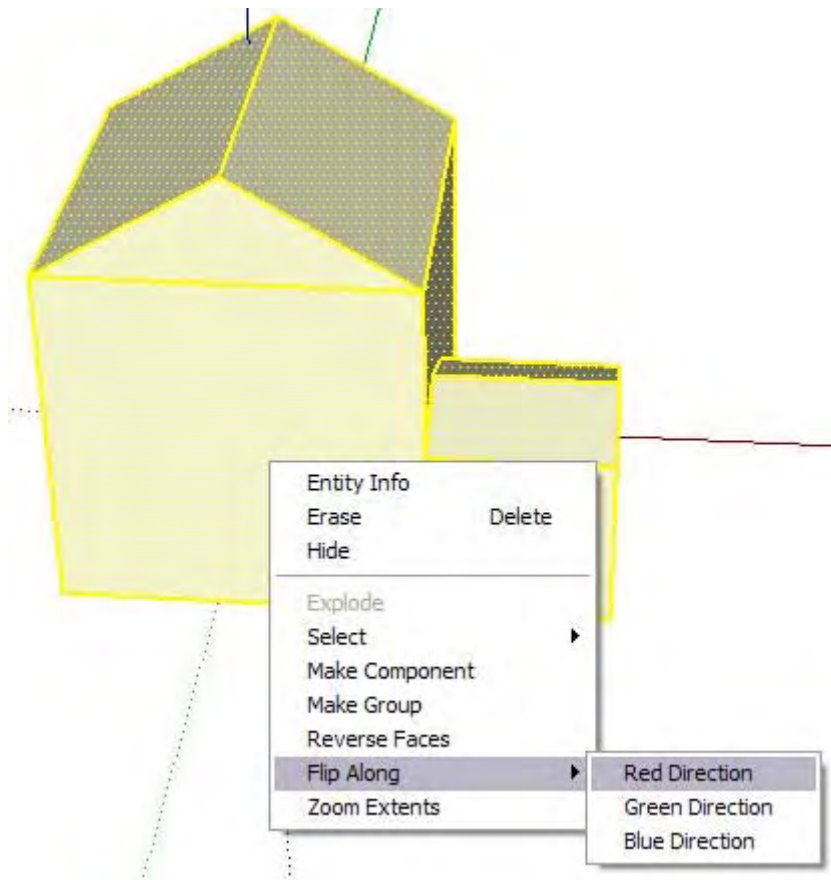 Entity Info
Erase Delete
Hide
Explode
Select
Make Component
Make Group
Reverse Faces
Flip Along
Zoom Extents
Red Direction
Green Direction
Blue Direction